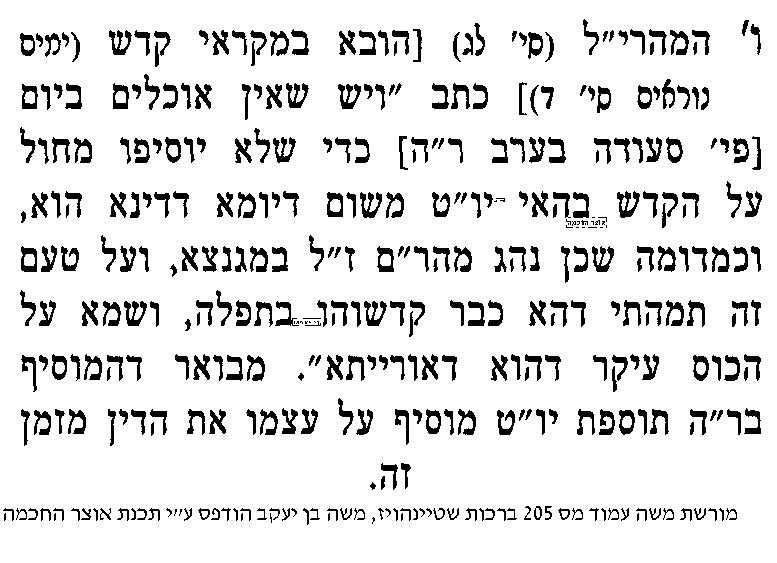 ו' המהרי״ל (סי' לג) [הובא במקראי קדש (ימים
נוראים סי' ד)] כתב ״ויש שאין אוכלים ביום
[פי' סעודה בערב ר״ה] כדי שלא יוסיפו מחול
על הקדש בהאי יו״ט משום דיומא דדינא הוא,
וכמדומה שכן נהג מהר״ם ז״ל במגנצא, ועל טעם
זה תמהתי דהא כבר קדשוהו בתפלה, ושמא על
הכוס עיקר דהוא דאורייתא״. מבואר דהמוסיף
בר״ה תוספת יו״ט מוסיף על עצמו את הדין מזמן
זה.
מורשת משה עמוד מס 205 ברכות שטיינהויז, משה בן יעקב הודפס ע״י תכנת אוצר החכמה